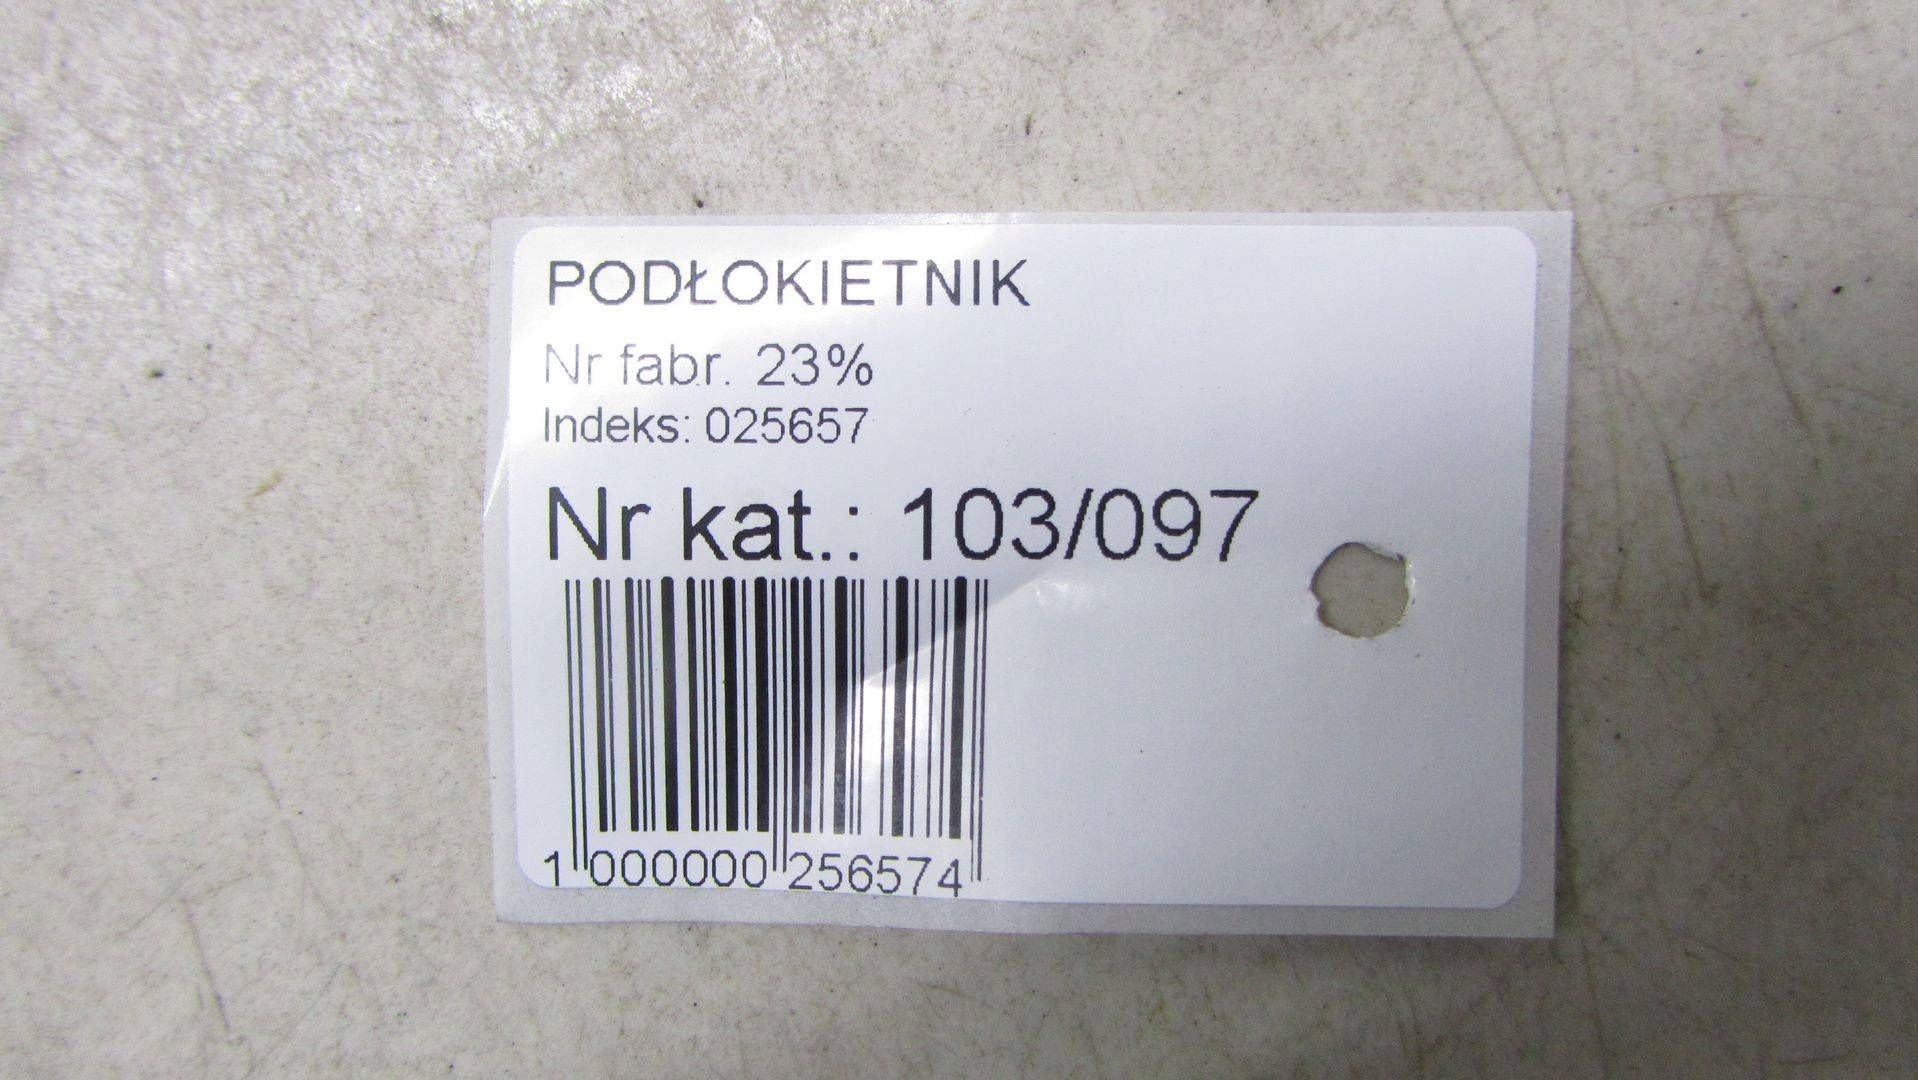 PODŁOKIETNIK
Nr fabr. 23%
Indeks: 025657
Nr kat.: 103/097
1 000000 256574